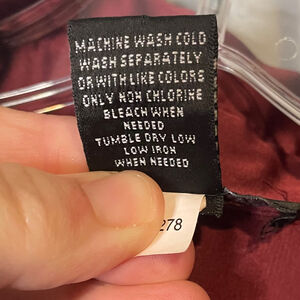 MACHINE WASH COLD
WASH SEPARATELY
OR WITH LIKE COLORS
ONLY NON CHLORINE
BLEACH WHEN
NEEDED
TUMBLE DRY LOW
LOW IRON
WHEN NEEDED
278